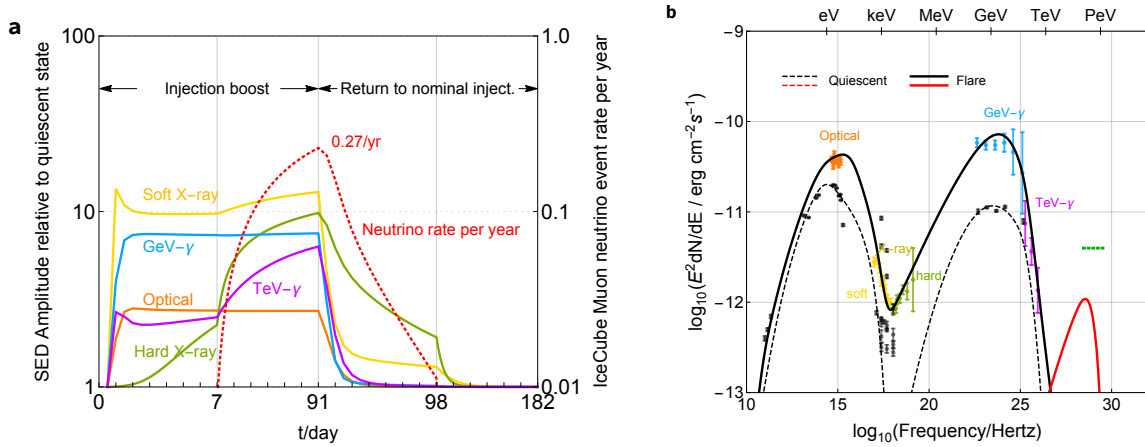 a
SED Amplitude relative to quiescent state
100
10
1
Injection boost
Return to nominal inject.
0.27/yr
Soft X-ray
GeV-γ
Optical
Hard X-ray
TeV-γ
Neutrino rate per year
1.0
0.1
0.01
IceCube Muon neutrino event rate per year
0
7
91
98
182
t/day
b
eV
keV
MeV
GeV
TeV
PeV
log₁₀(E²dN/dE / erg cm⁻²s⁻¹)
-9
-10
-11
-12
-13
Quiescent
Flare
Optical
GeV-γ
TeV-γ
X-ray
soft
hard
10
15
20
25
30
log₁₀(Frequency/Hertz)